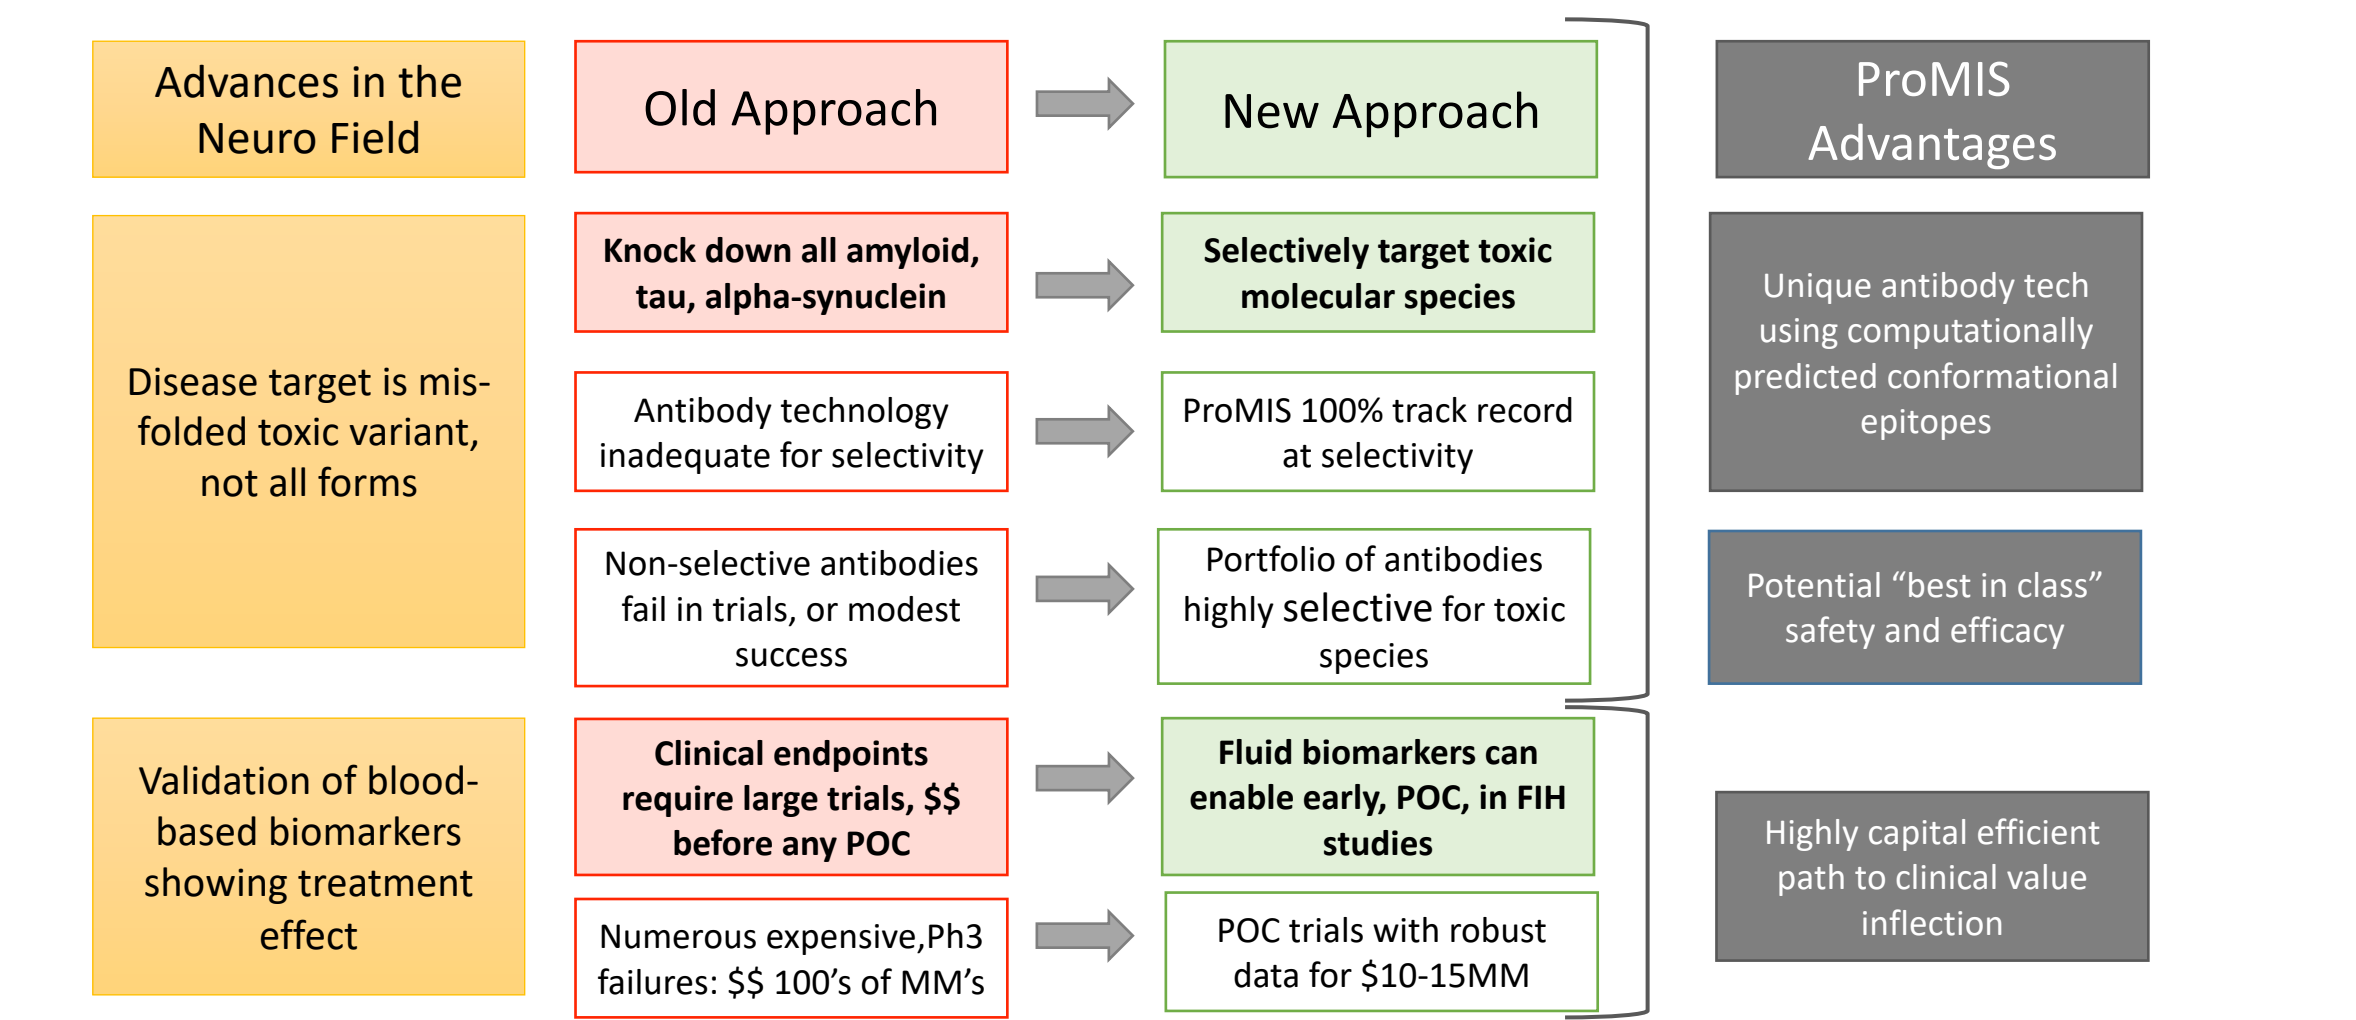 Advances in the
Neuro Field
Old Approach
New Approach
ProMIS
Advantages
Disease target is mis-
folded toxic variant,
not all forms
Knock down all amyloid,
tau, alpha-synuclein
Selectively target toxic
molecular species
Unique antibody tech
using computationally
predicted conformational
epitopes
Antibody technology
inadequate for selectivity
ProMIS 100% track record
at selectivity
Non-selective antibodies
fail in trials, or modest
success
Portfolio of antibodies
highly selective for toxic
species
Potential “best in class”
safety and efficacy
Validation of blood-
based biomarkers
showing treatment
effect
Clinical endpoints
require large trials, $$
before any POC
Fluid biomarkers can
enable early, POC, in FIH
studies
Highly capital efficient
path to clinical value
inflection
Numerous expensive,Ph3
failures: $$ 100’s of MM’s
POC trials with robust
data for $10-15MM